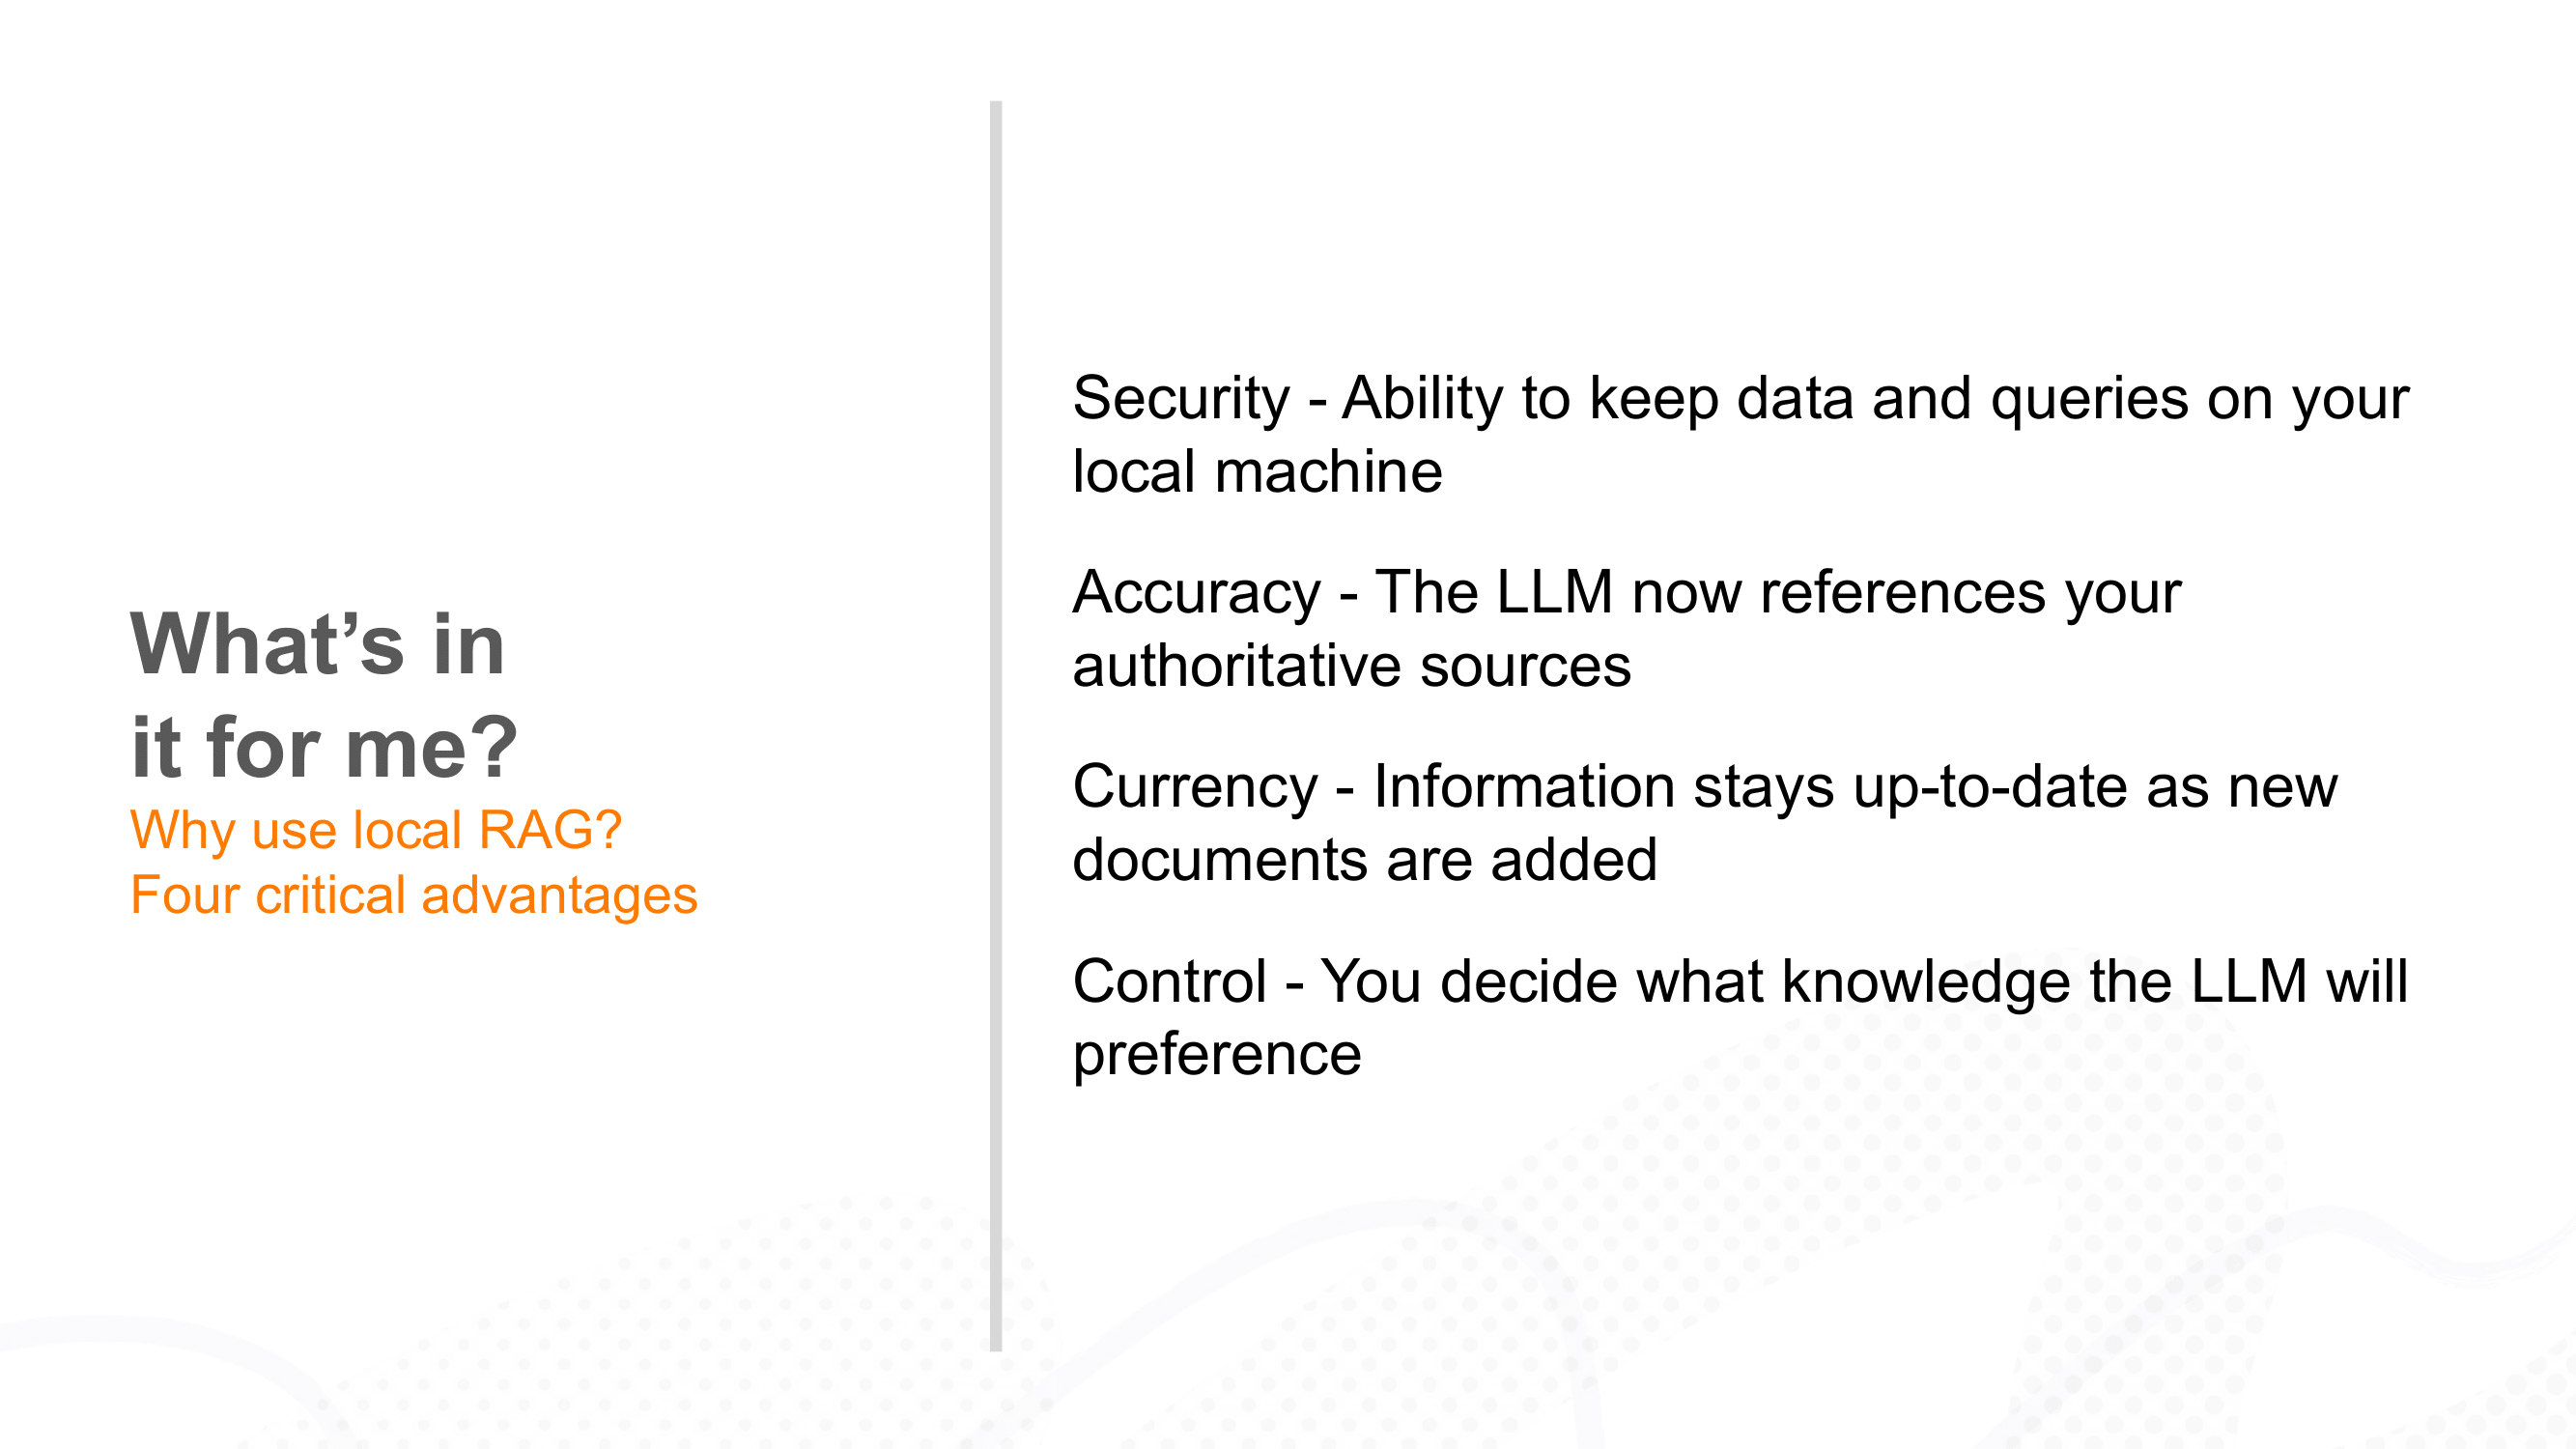 What’s in
it for me?
Why use local RAG?
Four critical advantages
Security - Ability to keep data and queries on your
local machine
Accuracy - The LLM now references your
authoritative sources
Currency - Information stays up-to-date as new
documents are added
Control - You decide what knowledge the LLM will
preference